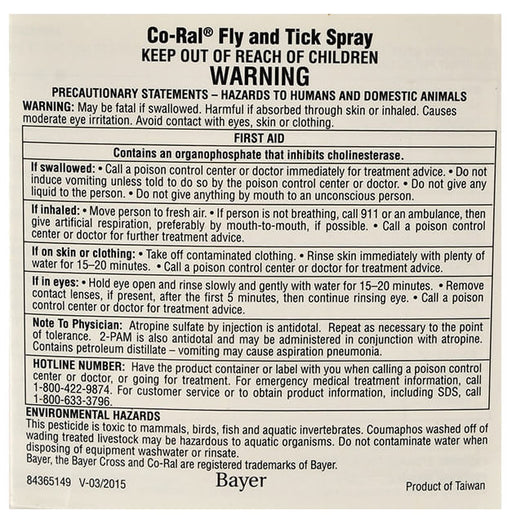 Co-Ral® Fly and Tick Spray
KEEP OUT OF REACH OF CHILDREN
WARNING
PRECAUTIONARY STATEMENTS – HAZARDS TO HUMANS AND DOMESTIC ANIMALS
WARNING: May be fatal if swallowed. Harmful if absorbed through skin or inhaled. Causes
moderate eye irritation. Avoid contact with eyes, skin or clothing.
FIRST AID
Contains an organophosphate that inhibits cholinesterase.
If swallowed: • Call a poison control center or doctor immediately for treatment advice. • Do not
induce vomiting unless told to do so by the poison control center or doctor. • Do not give any
liquid to the person. • Do not give anything by mouth to an unconscious person.
If inhaled: • Move person to fresh air. • If person is not breathing, call 911 or an ambulance, then
give artificial respiration, preferably by mouth-to-mouth, if possible. • Call a poison control
center or doctor for further treatment advice.
If on skin or clothing: • Take off contaminated clothing. • Rinse skin immediately with plenty of
water for 15–20 minutes. • Call a poison control center or doctor for treatment advice.
If in eyes: • Hold eye open and rinse slowly and gently with water for 15–20 minutes. • Remove
contact lenses, if present, after the first 5 minutes, then continue rinsing eye. • Call a poison
control center or doctor for treatment advice.
Note To Physician: Atropine sulfate by injection is antidotal. Repeat as necessary to the point
of tolerance. 2-PAM is also antidotal and may be administered in conjunction with atropine.
Contains petroleum distillate – vomiting may cause aspiration pneumonia.
HOTLINE NUMBER: Have the product container or label with you when calling a poison control
center or doctor, or going for treatment. For emergency medical treatment information, call
1-800-422-9874. For customer service or to obtain product information, including SDS, call
1-800-633-3796.
ENVIRONMENTAL HAZARDS
This pesticide is toxic to mammals, birds, fish and aquatic invertebrates. Coumaphos washed off of
wading treated livestock may be hazardous to aquatic organisms. Do not contaminate water when
disposing of equipment washwater or rinsate.
Bayer, the Bayer Cross and Co-Ral are registered trademarks of Bayer.
84365149 V-03/2015 Bayer Product of Taiwan